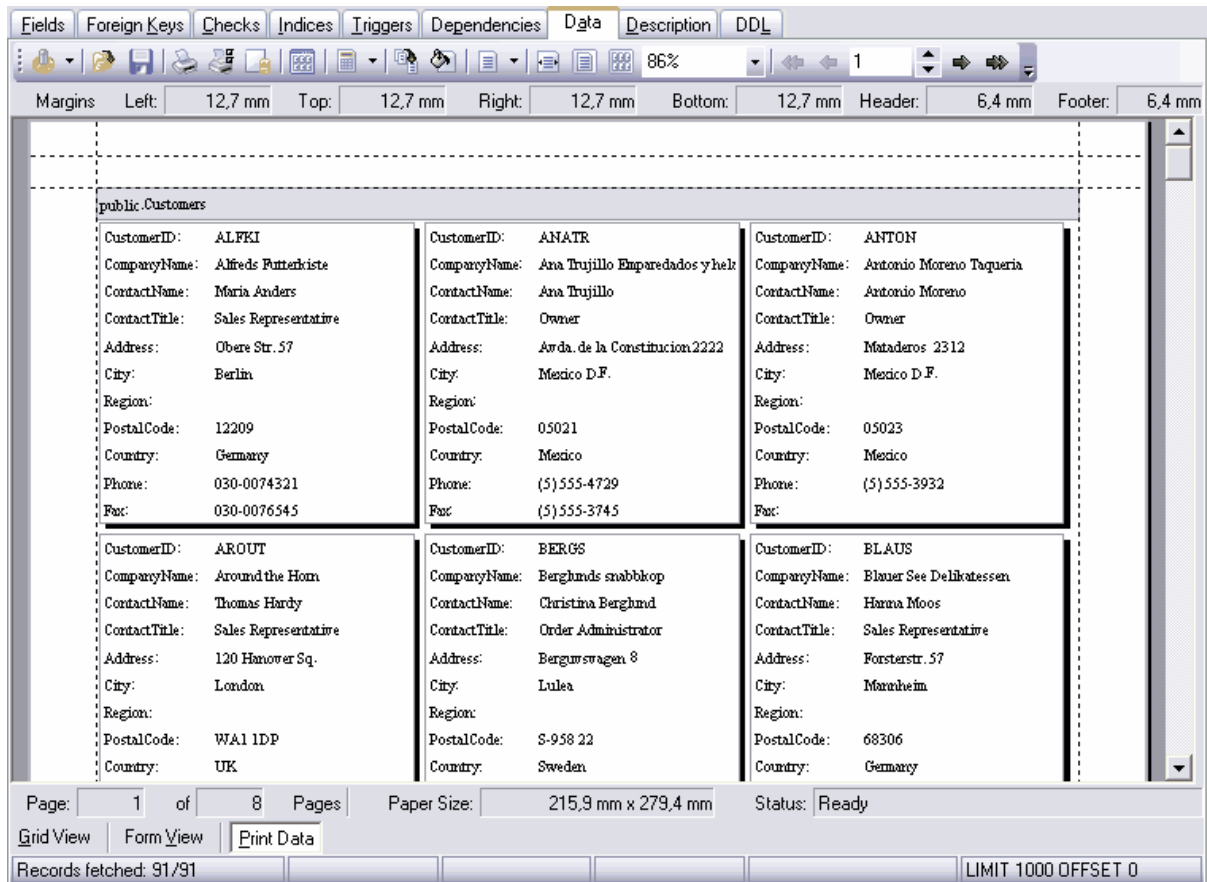 Fields Foreign Keys Checks Indices Triggers Dependencies Data Description DDL
86% 1
Margins Left: 12,7 mm Top: 12,7 mm Right: 12,7 mm Bottom: 12,7 mm Header: 6,4 mm Footer: 6,4 mm
public.Customers
CustomerID: ALFKI CustomerID: ANATR CustomerID: ANTON
CompanyName: Alfreds Futterkiste CompanyName: Ana Trujillo Emparedados y hela CompanyName: Antonio Moreno Taqueria
ContactName: Maria Anders ContactName: Ana Trujillo ContactName: Antonio Moreno
ContactTitle: Sales Representative ContactTitle: Owner ContactTitle: Owner
Address: Obere Str. 57 Address: Avda. de la Constitucion 2222 Address: Mataderos 2312
City: Berlin City: Mexico D.F. City: Mexico D.F.
Region: Region: Region:
PostalCode: 12209 PostalCode: 05021 PostalCode: 05023
Country: Germany Country: Mexico Country: Mexico
Phone: 030-0074321 Phone: (5) 555-4729 Phone: (5) 555-3932
Fax: 030-0076545 Fax: (5) 555-3745 Fax:
CustomerID: AROUT CustomerID: BERGS CustomerID: BLAUS
CompanyName: Around the Horn CompanyName: Berglunds snabbkop CompanyName: Blauer See Delikatessen
ContactName: Thomas Hardy ContactName: Christina Berglund ContactName: Hanna Moos
ContactTitle: Sales Representative ContactTitle: Order Administrator ContactTitle: Sales Representative
Address: 120 Hanover Sq. Address: Berguvsvagen 8 Address: Forsterstr. 57
City: London City: Lulea City: Mannheim
Region: Region: Region:
PostalCode: WA1 1DP PostalCode: S-958 22 PostalCode: 68306
Country: UK Country: Sweden Country: Germany
Page: 1 of 8 Pages Paper Size: 215,9 mm x 279,4 mm Status: Ready
Grid View Form View Print Data
Records fetched: 91/91 LIMIT 1000 OFFSET 0